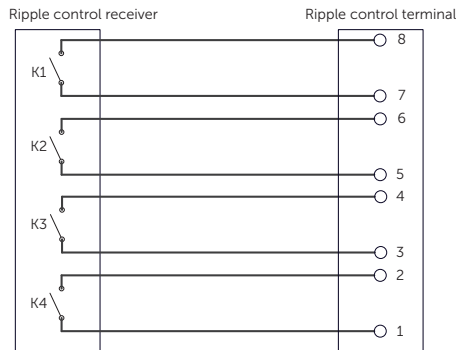 Ripple control receiver
Ripple control terminal
8
K1
7
6
K2
5
4
K3
3
2
K4
1